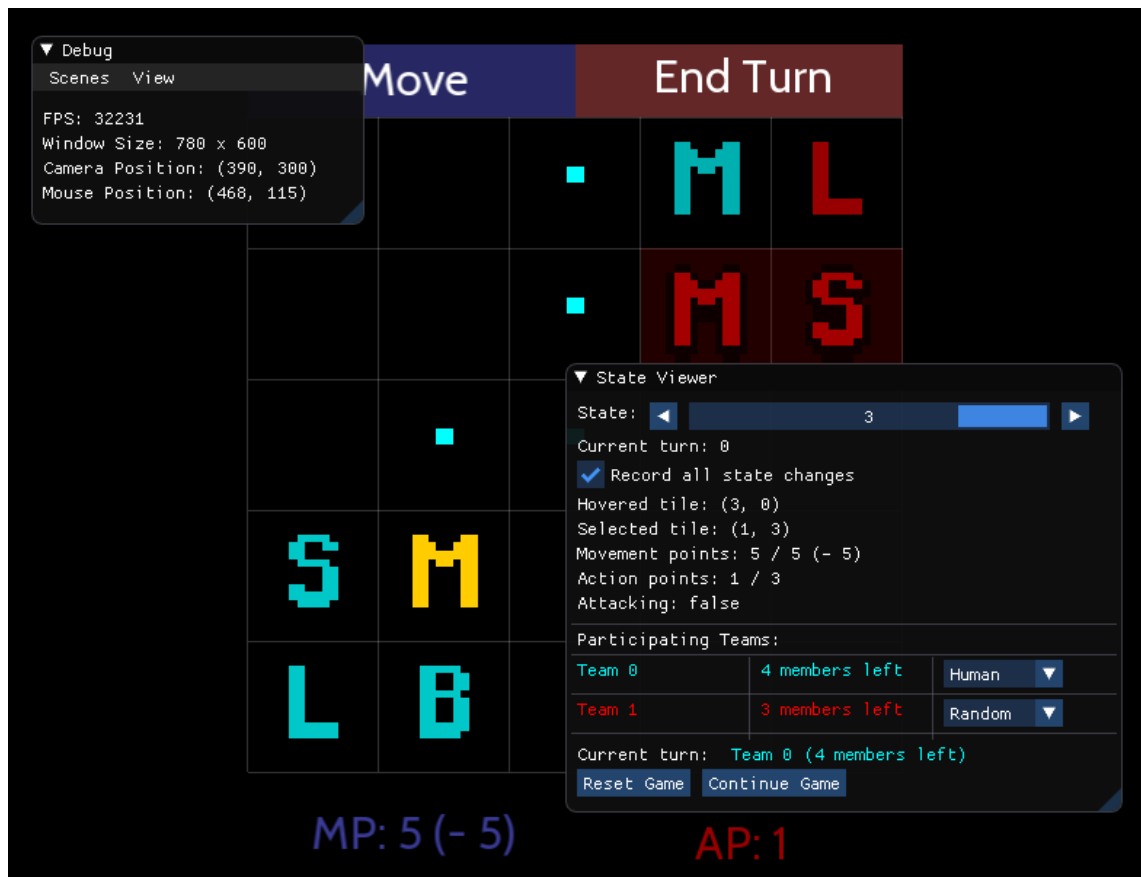 ▼ Debug
Scenes View
FPS: 32231
Window Size: 780 x 600
Camera Position: (390, 300)
Mouse Position: (468, 115)
Move
End Turn
M L
M S
▼ State Viewer
State: ◀ 3 ▶
Current turn: 0
Record all state changes
Hovered tile: (3, 0)
Selected tile: (1, 3)
Movement points: 5 / 5 (- 5)
Action points: 1 / 3
Attacking: false
Participating Teams:
Team 0 4 members left Human ▼
Team 1 3 members left Random ▼
Current turn: Team 0 (4 members left)
Reset Game Continue Game
S M
L B
MP: 5 (- 5)
AP: 1